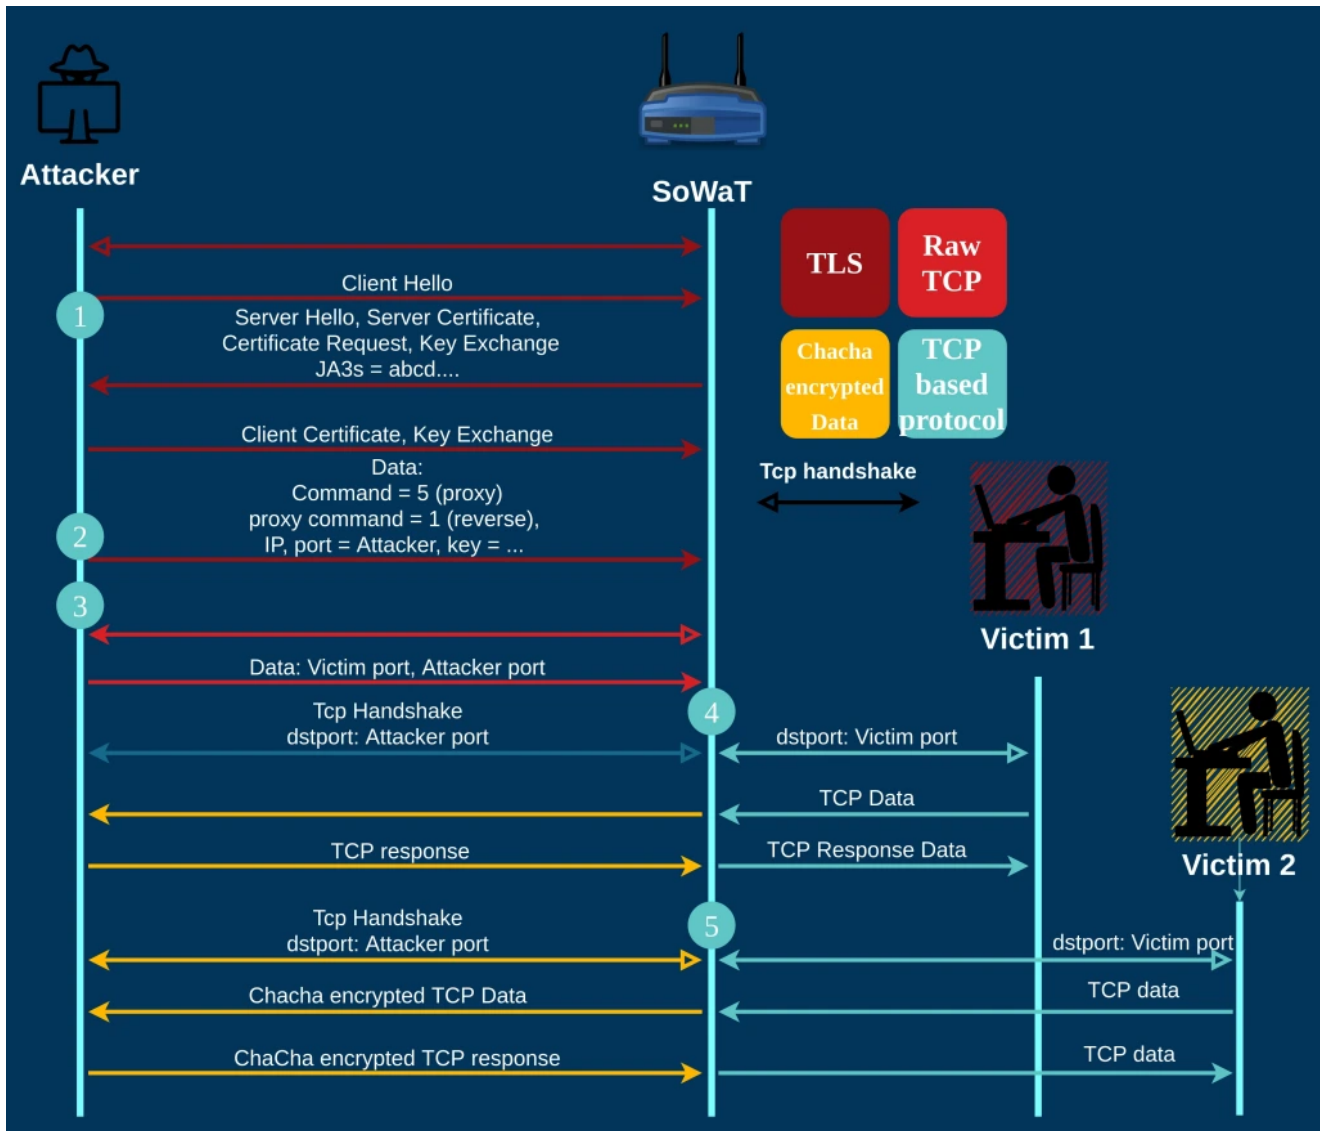 Attacker
SoWaT
TLS
Raw
TCP
Chacha
encrypted
Data
TCP
based
protocol
Tcp handshake
Client Hello
1
Server Hello, Server Certificate,
Certificate Request, Key Exchange
JA3s = abcd....
Client Certificate, Key Exchange
Data:
Command = 5 (proxy)
proxy command = 1 (reverse),
IP, port = Attacker, key = ...
2
3
Victim 1
Data: Victim port, Attacker port
4
Tcp Handshake
dstport: Attacker port
dstport: Victim port
TCP Data
TCP response
TCP Response Data
Victim 2
5
Tcp Handshake
dstport: Attacker port
dstport: Victim port
Chacha encrypted TCP Data
TCP data
ChaCha encrypted TCP response
TCP data